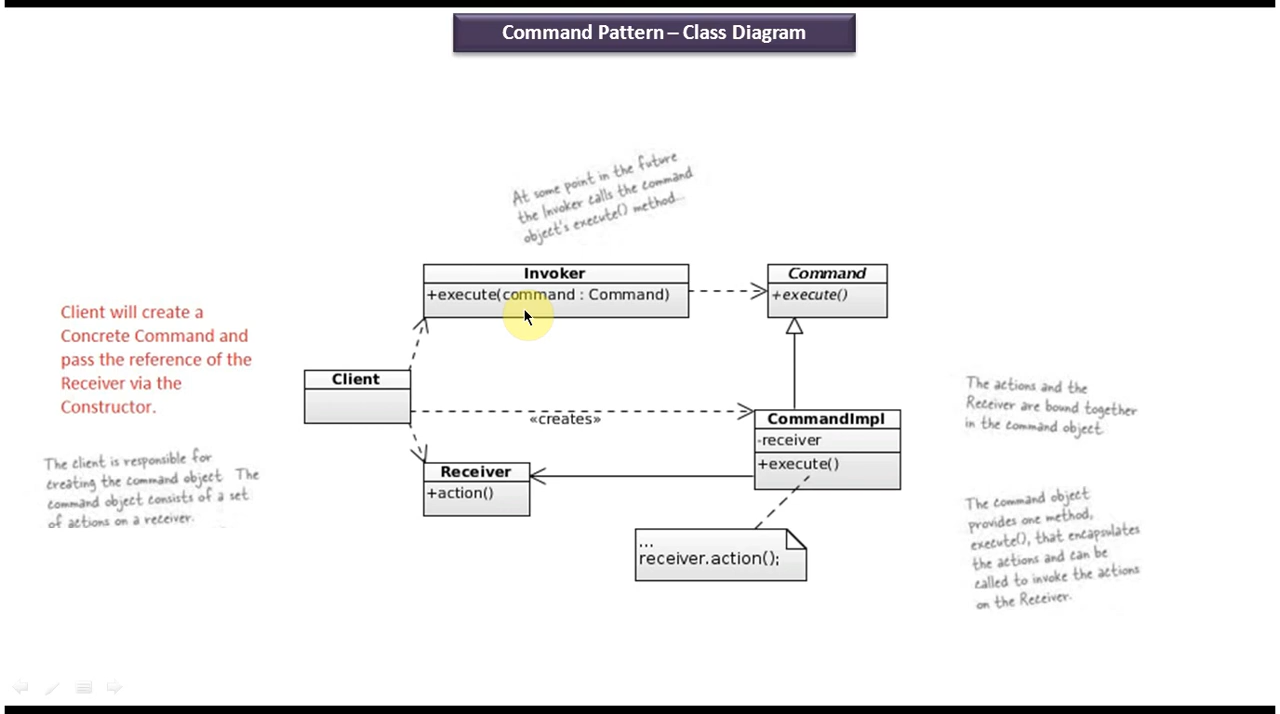 Command Pattern – Class Diagram
At some point in the future
the Invoker calls the command
object's execute() method...
Invoker
+execute(command : Command)
Command
+execute()
Client will create a
Concrete Command and
pass the reference of the
Receiver via the
Constructor.
Client
«creates»
CommandImpl
-receiver
+execute()
The actions and the
Receiver are bound together
in the command object.
The client is responsible for
creating the command object. The
command object consists of a set
of actions on a receiver.
Receiver
+action()
...
receiver.action();
The command object
provides one method,
execute(), that encapsulates
the actions and can be
called to invoke the actions
on the Receiver.